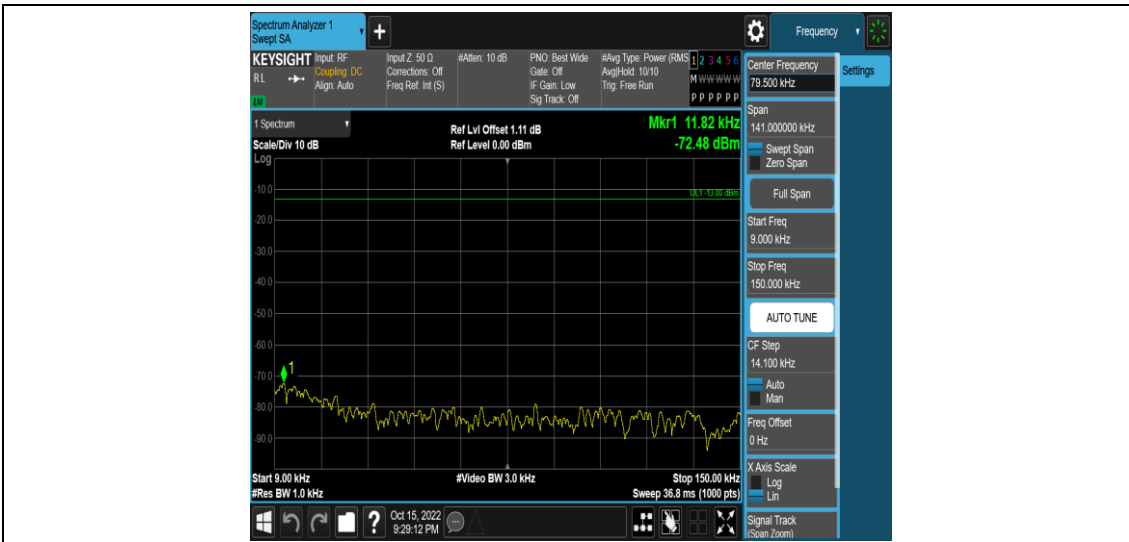 Spectrum Analyzer 1
Swept SA
Frequency
KEYSIGHT
RL
Input: RF
Coupling: DC
Align: Auto
Input Z: 50 Ω
Corrections: Off
Freq Ref: Int (S)
#Atten: 10 dB
PNO: Best Wide
Gate: Off
IF Gain: Low
Sig Track: Off
#Avg Type: Power (RMS
Avg|Hold: 10/10
Trig: Free Run
1 2 3 4 5 6
M W W W W W
P P P P P P
1 Spectrum
Scale/Div 10 dB
Log
Ref Lvl Offset 1.11 dB
Ref Level 0.00 dBm
Mkr1 11.82 kHz
-72.48 dBm
DL1 -13.00 dBm
-10.0
-20.0
-30.0
-40.0
-50.0
-60.0
-70.0
-80.0
-90.0
1
Start 9.00 kHz
#Res BW 1.0 kHz
#Video BW 3.0 kHz
Stop 150.00 kHz
Sweep 36.8 ms (1000 pts)
Oct 15, 2022
9:29:12 PM
Center Frequency
79.500 kHz
Settings
Span
141.000000 kHz
Swept Span
Zero Span
Full Span
Start Freq
9.000 kHz
Stop Freq
150.000 kHz
AUTO TUNE
CF Step
14.100 kHz
Auto
Man
Freq Offset
0 Hz
X Axis Scale
Log
Lin
Signal Track
(Span Zoom)